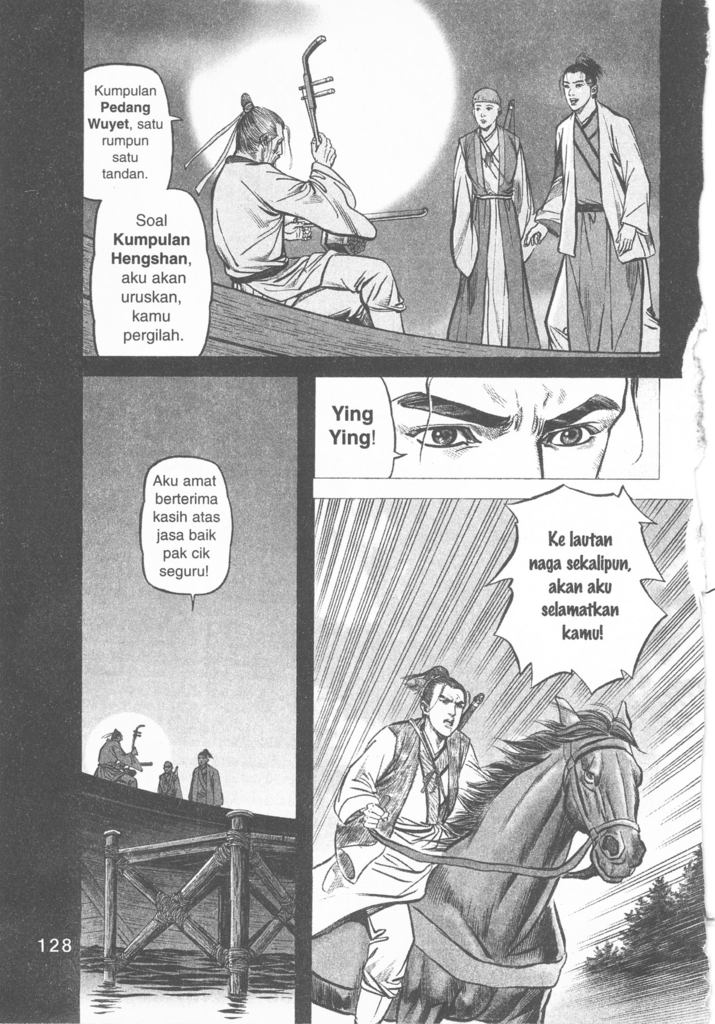 Kumpulan
Pedang
Wuyet, satu
rumpun
satu
tandan.
Soal
Kumpulan
Hengshan,
aku akan
uruskan,
kamu
pergilah.
Ying
Ying!
Aku amat
berterima
kasih atas
jasa baik
pak cik
seguru!
Ke lautan
naga sekalipun,
akan aku
selamatkan
kamu!
128